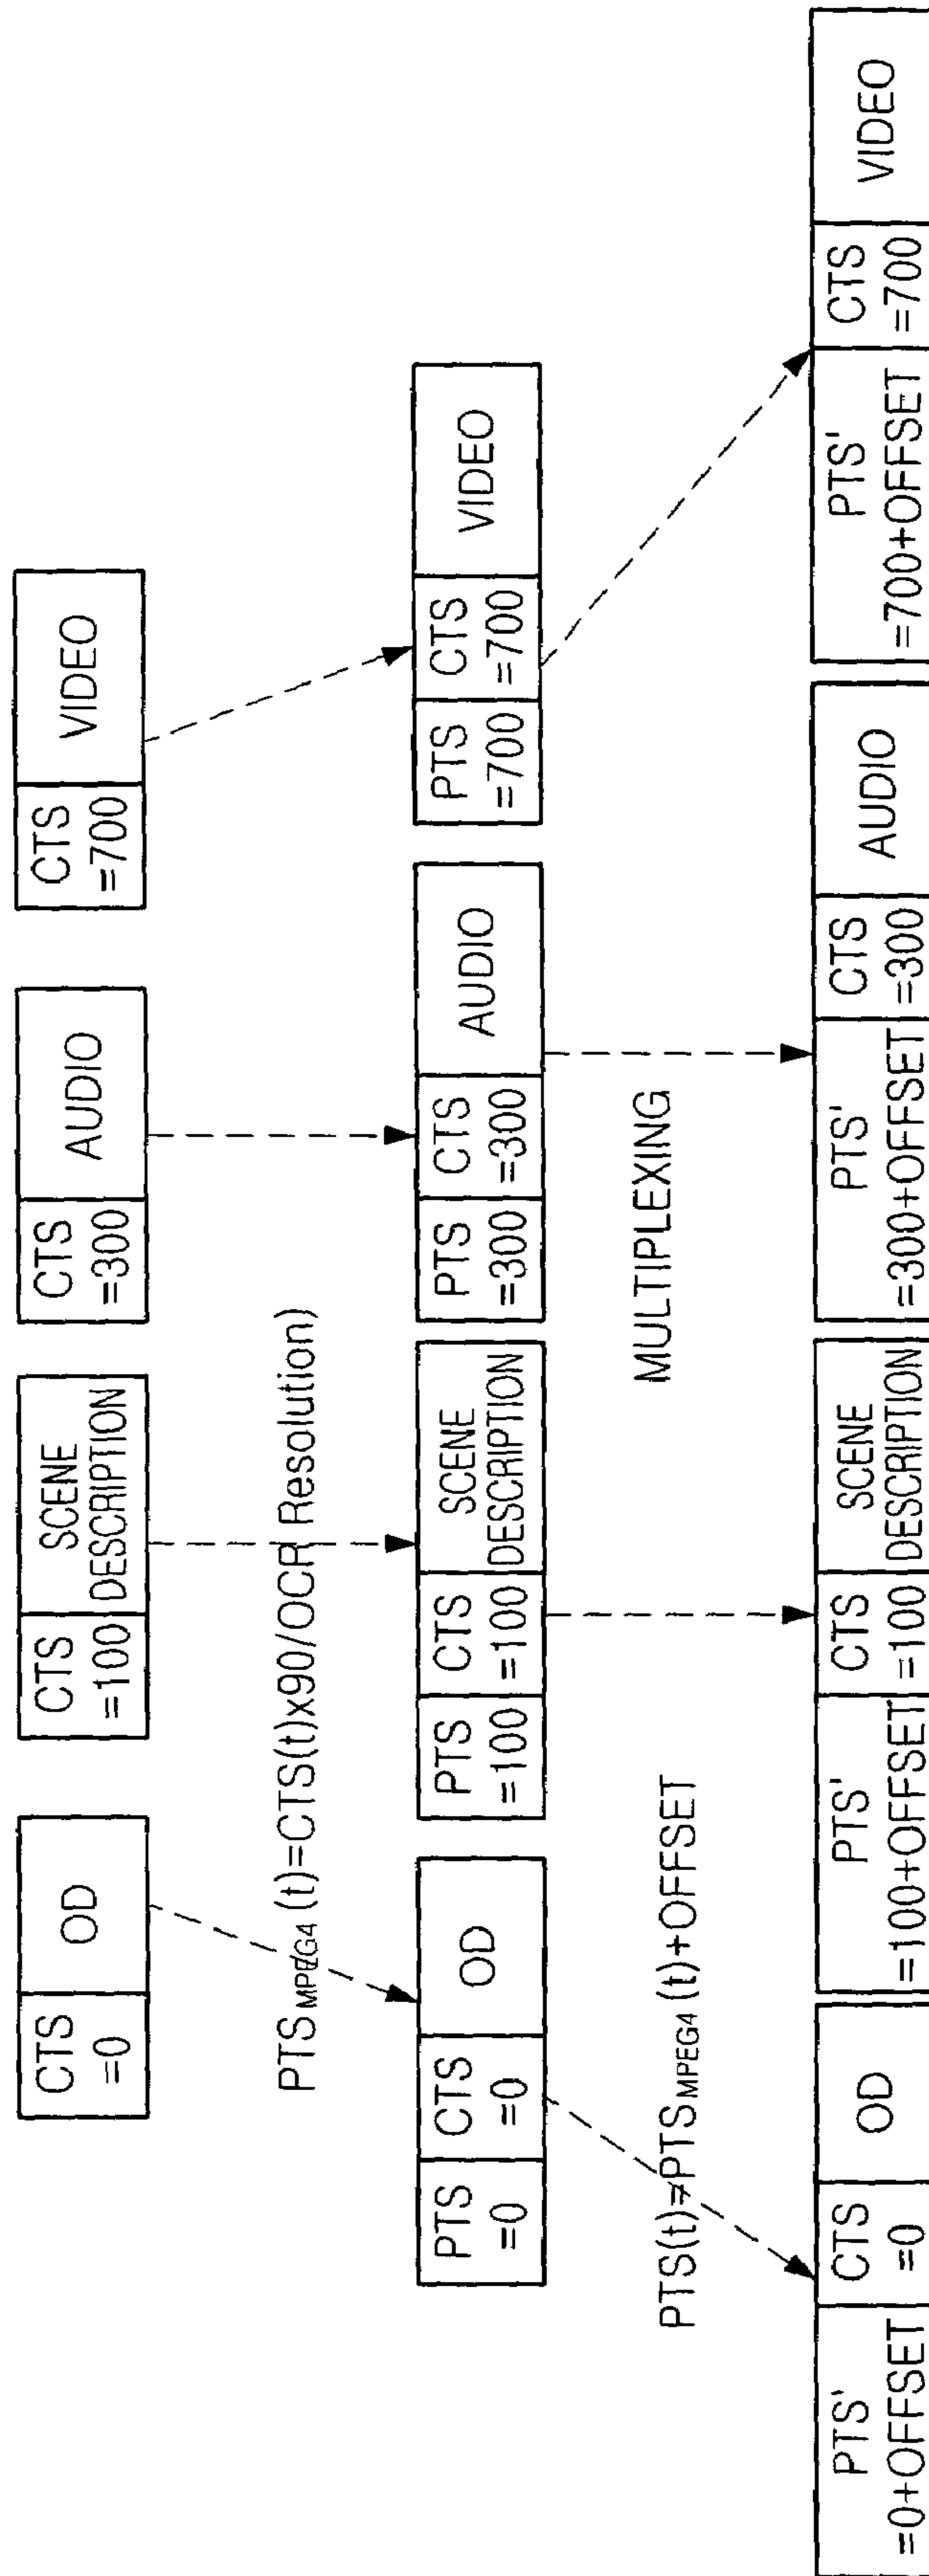 CTS
=0
OD
CTS
=100
SCENE
DESCRIPTION
CTS
=300
AUDIO
CTS
=700
VIDEO
PTSMPEG4 (t)=CTS(t)x90/OCR Resolution)
PTS
=0
CTS
=0
OD
PTS
=100
CTS
=100
SCENE
DESCRIPTION
PTS
=300
CTS
=300
AUDIO
PTS
=700
CTS
=700
VIDEO
PTS(t)=PTSMPEG4 (t)+OFFSET
MULTIPLEXING
PTS'
=0+OFFSET
CTS
=0
OD
PTS'
=100+OFFSET
CTS
=100
SCENE
DESCRIPTION
PTS'
=300+OFFSET
CTS
=300
AUDIO
PTS'
=700+OFFSET
CTS
=700
VIDEO